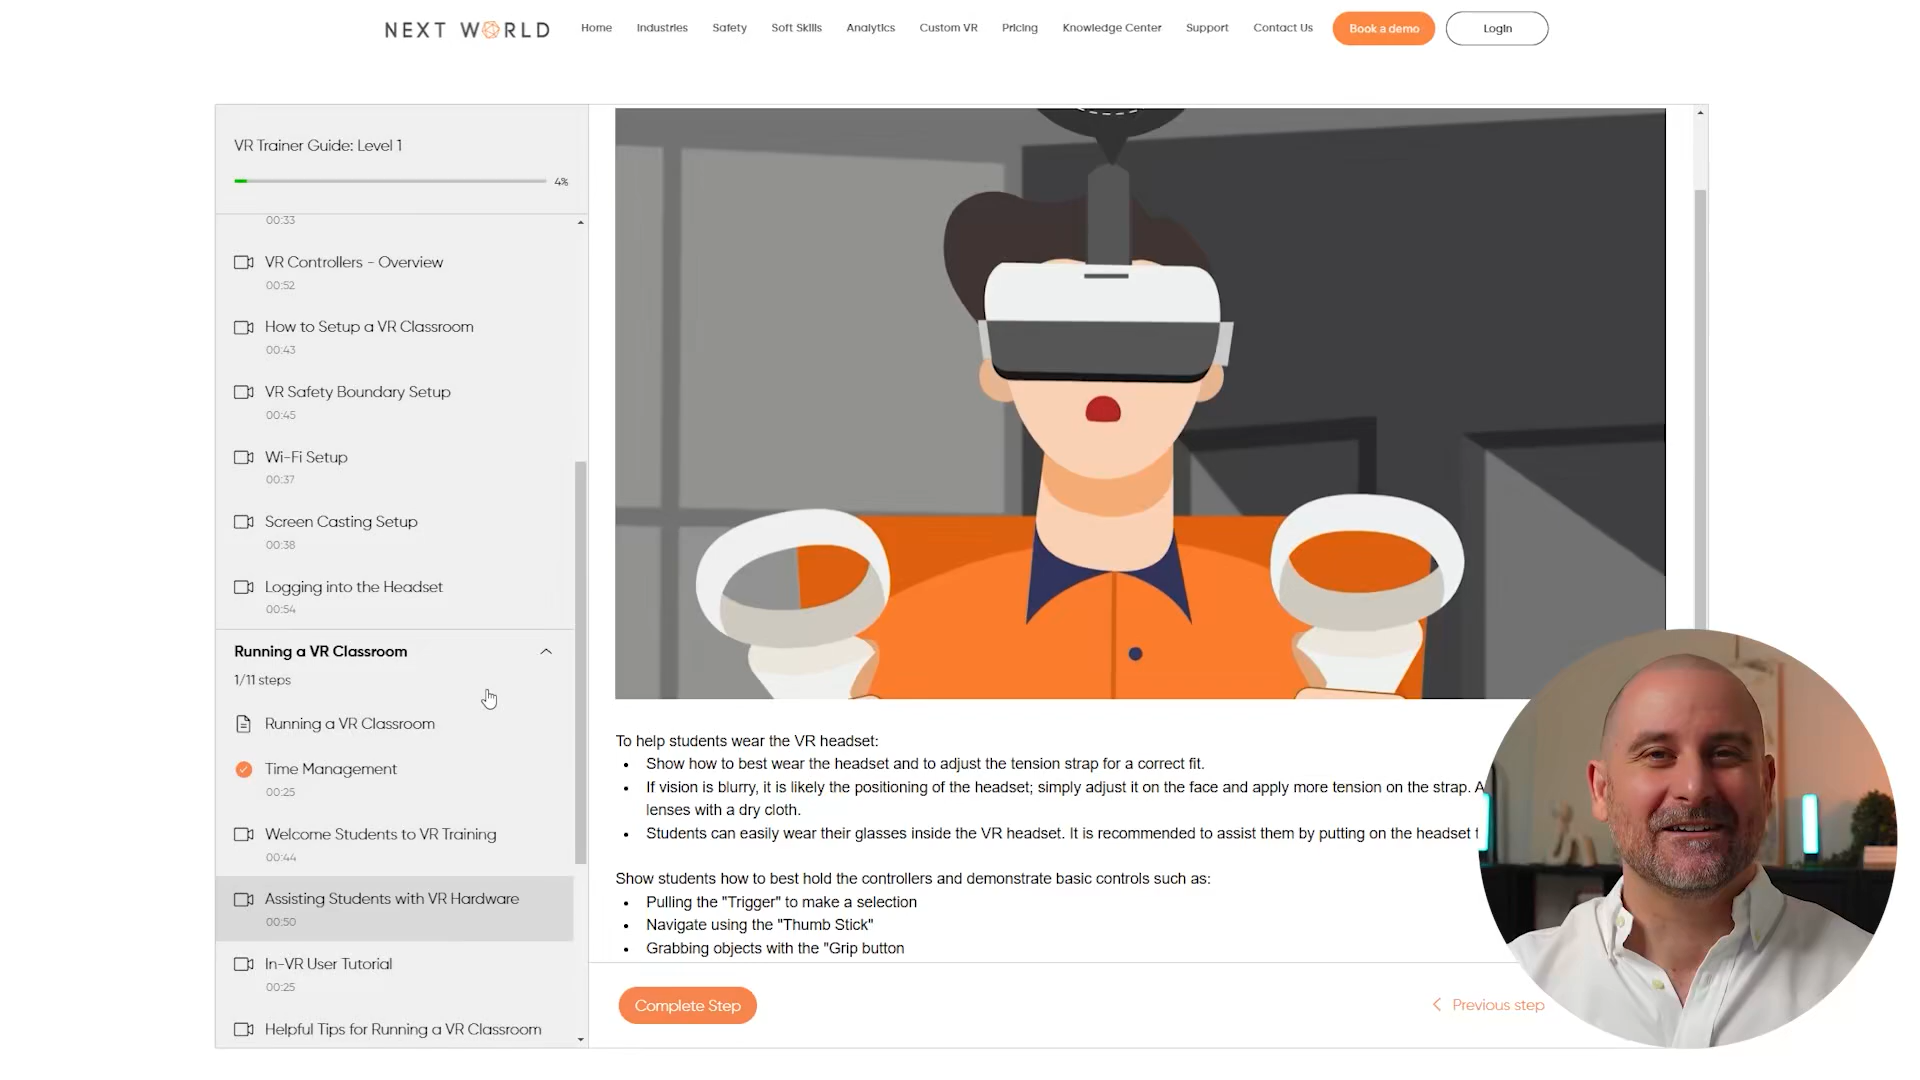 NEXT WORLD
Home Industries Safety Soft Skills Analytics Custom VR Pricing Knowledge Center Support Contact Us Book a demo Login
VR Trainer Guide: Level 1
4%
00:33
VR Controllers - Overview
00:52
How to Setup a VR Classroom
00:43
VR Safety Boundary Setup
00:45
Wi-Fi Setup
00:37
Screen Casting Setup
00:38
Logging into the Headset
00:54
Running a VR Classroom
1/11 steps
Running a VR Classroom
Time Management
00:25
Welcome Students to VR Training
00:44
Assisting Students with VR Hardware
00:50
In-VR User Tutorial
00:25
Helpful Tips for Running a VR Classroom
To help students wear the VR headset:
• Show how to best wear the headset and to adjust the tension strap for a correct fit.
• If vision is blurry, it is likely the positioning of the headset; simply adjust it on the face and apply more tension on the strap.
lenses with a dry cloth.
• Students can easily wear their glasses inside the VR headset. It is recommended to assist them by putting on the headset
Show students how to best hold the controllers and demonstrate basic controls such as:
• Pulling the "Trigger" to make a selection
• Navigate using the "Thumb Stick"
• Grabbing objects with the "Grip button
Complete Step
Previous step